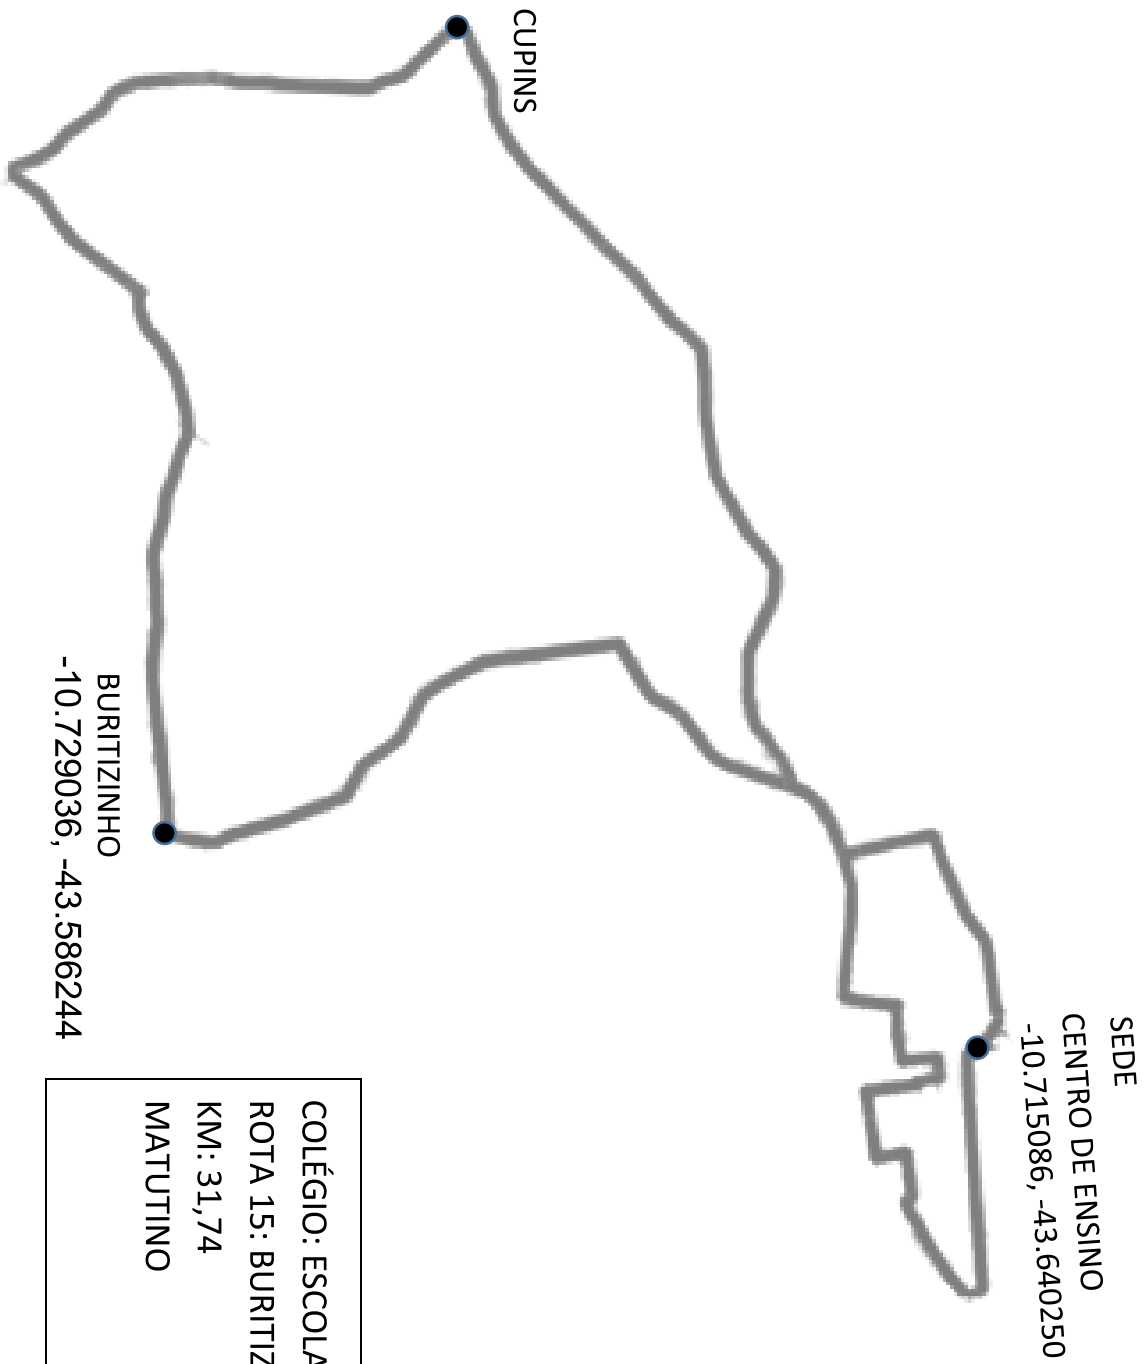 CUPINS
SEDE
CENTRO DE ENSINO
-10.715086, -43.640250
BURITIZINHO
-10.729036, -43.586244
COLÉGIO: ESCOLA
ROTA 15: BURITIZ
KM: 31,74
MATUTINO